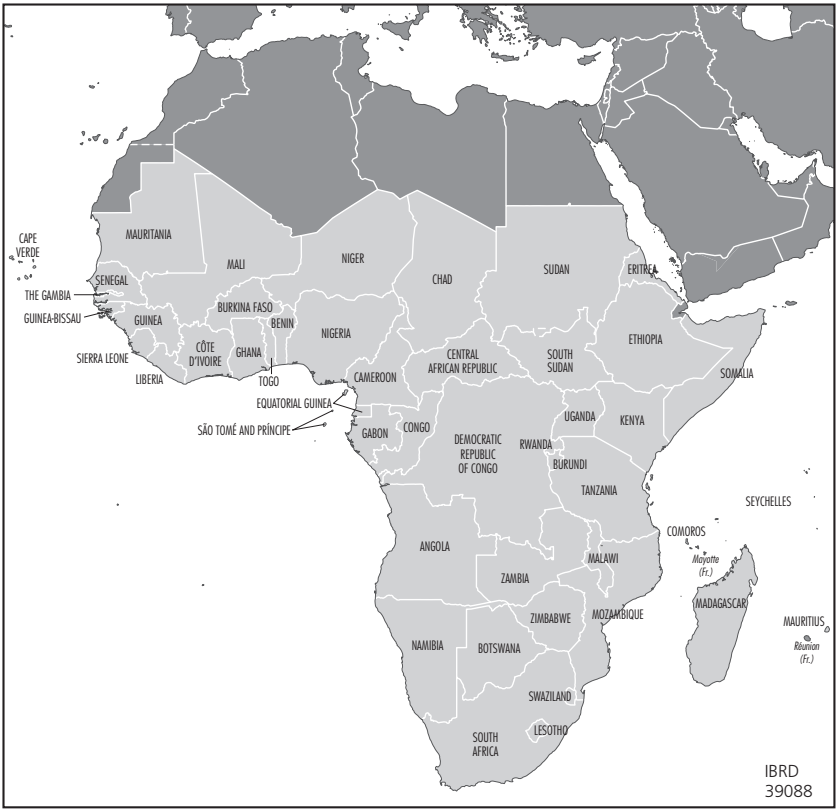 MAURITANIA
CAPE
VERDE
MALI
NIGER
CHAD
SUDAN
ERITREA
SENEGAL
THE GAMBIA
GUINEA-BISSAU
GUINEA
BURKINA FASO
BENIN
NIGERIA
ETHIOPIA
SIERRA LEONE
CÔTE
D'IVOIRE
GHANA
CENTRAL
AFRICAN REPUBLIC
SOUTH
SUDAN
SOMALIA
LIBERIA
TOGO
CAMEROON
EQUATORIAL GUINEA
SÃO TOMÉ AND PRÍNCIPE
GABON
CONGO
UGANDA
KENYA
DEMOCRATIC
REPUBLIC
OF CONGO
RWANDA
BURUNDI
TANZANIA
SEYCHELLES
COMOROS
ANGOLA
MALAWI
Mayotte
(Fr.)
ZAMBIA
MOZAMBIQUE
MADAGASCAR
ZIMBABWE
MAURITIUS
NAMIBIA
BOTSWANA
Réunion
(Fr.)
SWAZILAND
LESOTHO
SOUTH
AFRICA
IBRD
39088